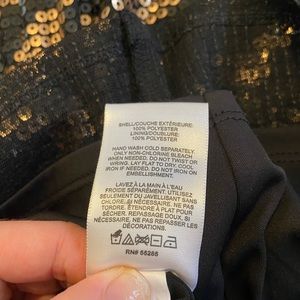 SHELL/COUCHE EXTÉRIEURE:
100% POLYESTER
LINING/DOUBLURE:
100% POLYESTER
HAND WASH COLD SEPARATELY.
ONLY NON-CHLORINE BLEACH
WHEN NEEDED. DO NOT TWIST OR
WRING. LAY FLAT TO DRY. COOL
IRON IF NEEDED. DO NOT IRON ON
EMBELLISHMENT.
LAVEZ À LA MAIN À L'EAU
FROIDE SÉPARÉMENT. UTILISEZ
SEULEMENT DU JAVELLISANT SANS
CHLORE AU BESOIN. NE PAS
TORDRE. ÉTENDRE À PLAT POUR
SÉCHER. REPASSAGE DOUX, SI
NÉCESSAIRE. NE PAS REPASSER LES
DÉCORATIONS.
RN# 55285